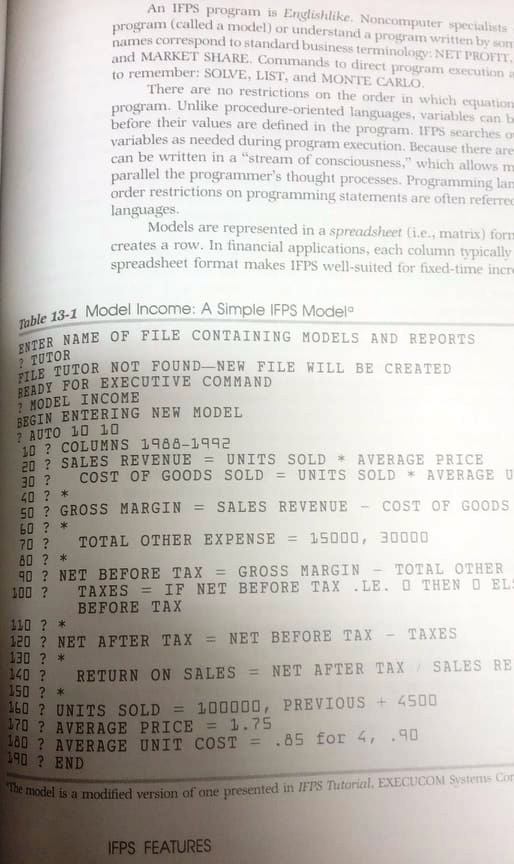 An IFPS program is Englishlike. Noncomputer specialists
program (called a model) or understand a program written by som
names correspond to standard business terminology: NET PROFIT,
and MARKET SHARE. Commands to direct program execution a
to remember: SOLVE, LIST, and MONTE CARLO.
There are no restrictions on the order in which equation
program. Unlike procedure-oriented languages, variables can b
before their values are defined in the program. IFPS searches o
variables as needed during program execution. Because there are
can be written in a “stream of consciousness,” which allows m
parallel the programmer's thought processes. Programming lan
order restrictions on programming statements are often referred
languages.
Models are represented in a spreadsheet (i.e., matrix) form
creates a row. In financial applications, each column typically
spreadsheet format makes IFPS well-suited for fixed-time incre
Table 13-1 Model Income: A Simple IFPS Modelª
ENTER NAME OF FILE CONTAINING MODELS AND REPORTS
? TUTOR
FILE TUTOR NOT FOUND—NEW FILE WILL BE CREATED
READY FOR EXECUTIVE COMMAND
? MODEL INCOME
BEGIN ENTERING NEW MODEL
? AUTO 10 10
10 ? COLUMNS 1988-1992
20 ? SALES REVENUE = UNITS SOLD * AVERAGE PRICE
30 ? COST OF GOODS SOLD = UNITS SOLD * AVERAGE U
40 ? *
50 ? GROSS MARGIN = SALES REVENUE - COST OF GOODS
60 ? *
70 ? TOTAL OTHER EXPENSE = 15000, 30000
80 ? *
90 ? NET BEFORE TAX = GROSS MARGIN - TOTAL OTHER
100 ? TAXES = IF NET BEFORE TAX .LE. 0 THEN 0 ELS
BEFORE TAX
110 ? *
120 ? NET AFTER TAX = NET BEFORE TAX - TAXES
130 ? *
140 ? RETURN ON SALES = NET AFTER TAX / SALES RE
150 ? *
160 ? UNITS SOLD = 100000, PREVIOUS + 4500
170 ? AVERAGE PRICE = 1.75
180 ? AVERAGE UNIT COST = .85 for 4, .90
190 ? END
ªThe model is a modified version of one presented in IFPS Tutorial, EXECUCOM Systems Cor
IFPS FEATURES